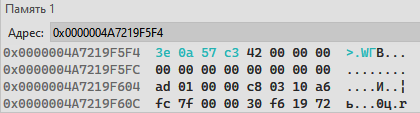 Память 1
Адрес: 0x0000004A7219F5F4
0x0000004A7219F5F4 3e 0a 57 c3 42 00 00 00 >.WГB...
0x0000004A7219F5FC 00 00 00 00 00 00 00 00 ........
0x0000004A7219F604 ad 01 00 00 c8 03 10 a6 ­....И..¦
0x0000004A7219F60C fc 7f 00 00 30 f6 19 72 ь...0ц.r